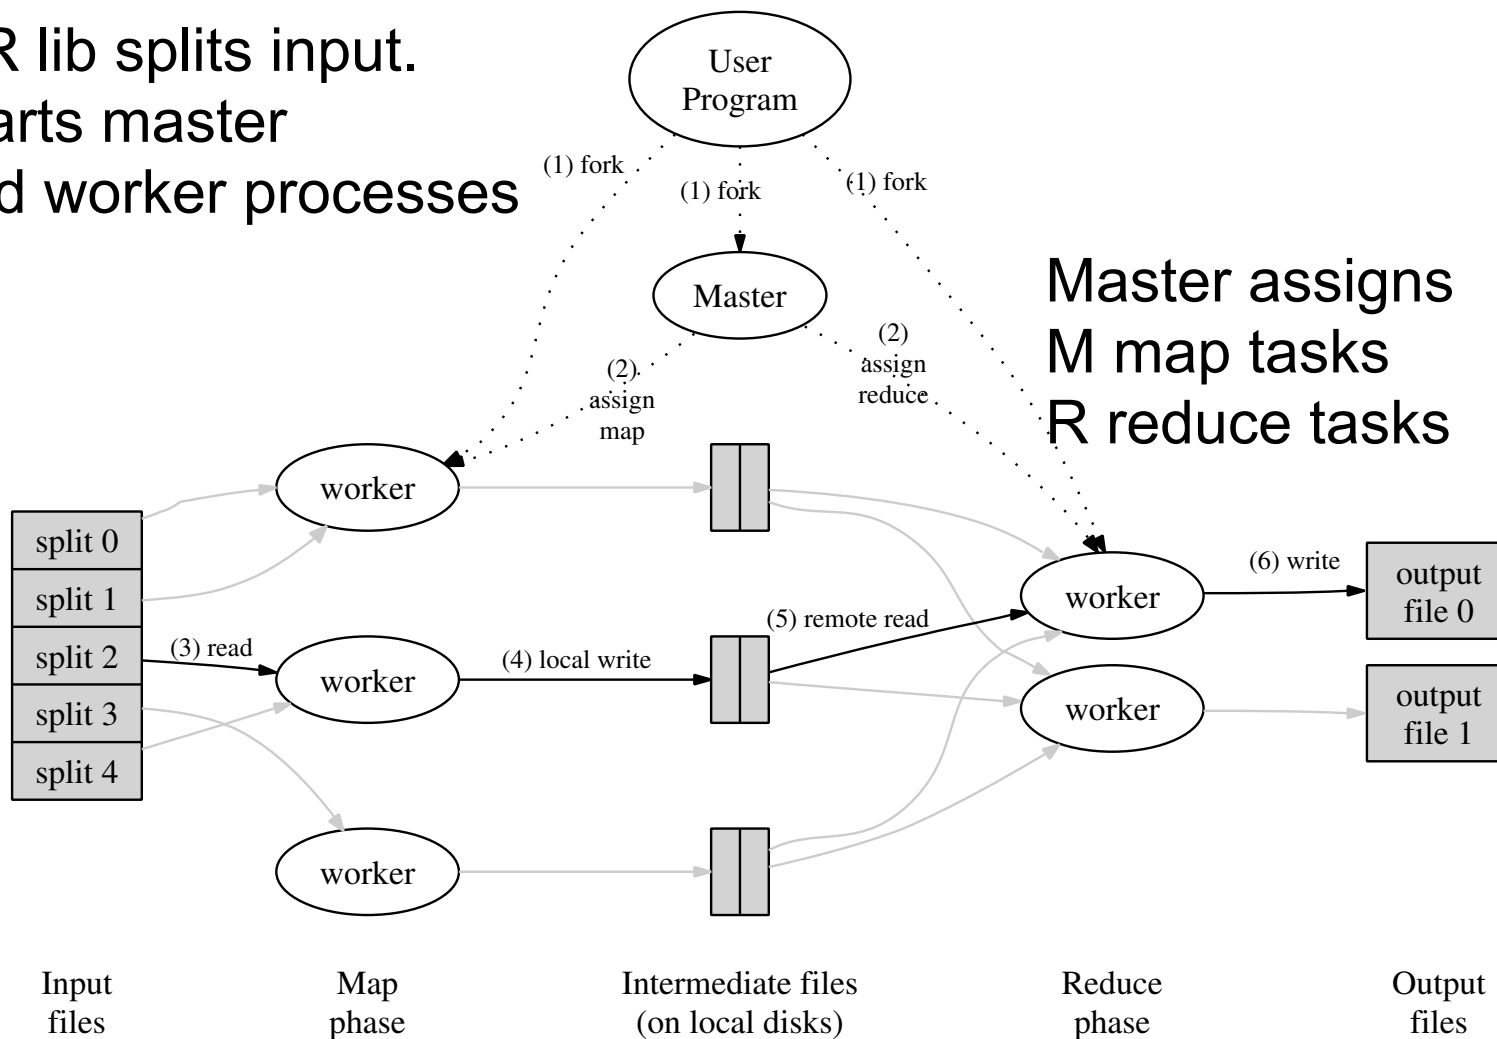 R lib splits input.
arts master
d worker processes
User
Program
(1) fork
(1) fork
(1) fork
Master
Master assigns
M map tasks
R reduce tasks
(2)
assign
map
(2)
assign
reduce
worker
split 0
split 1
split 2
split 3
split 4
(3) read
worker
(4) local write
(5) remote read
worker
(6) write
output
file 0
worker
output
file 1
worker
Input
files
Map
phase
Intermediate files
(on local disks)
Reduce
phase
Output
files